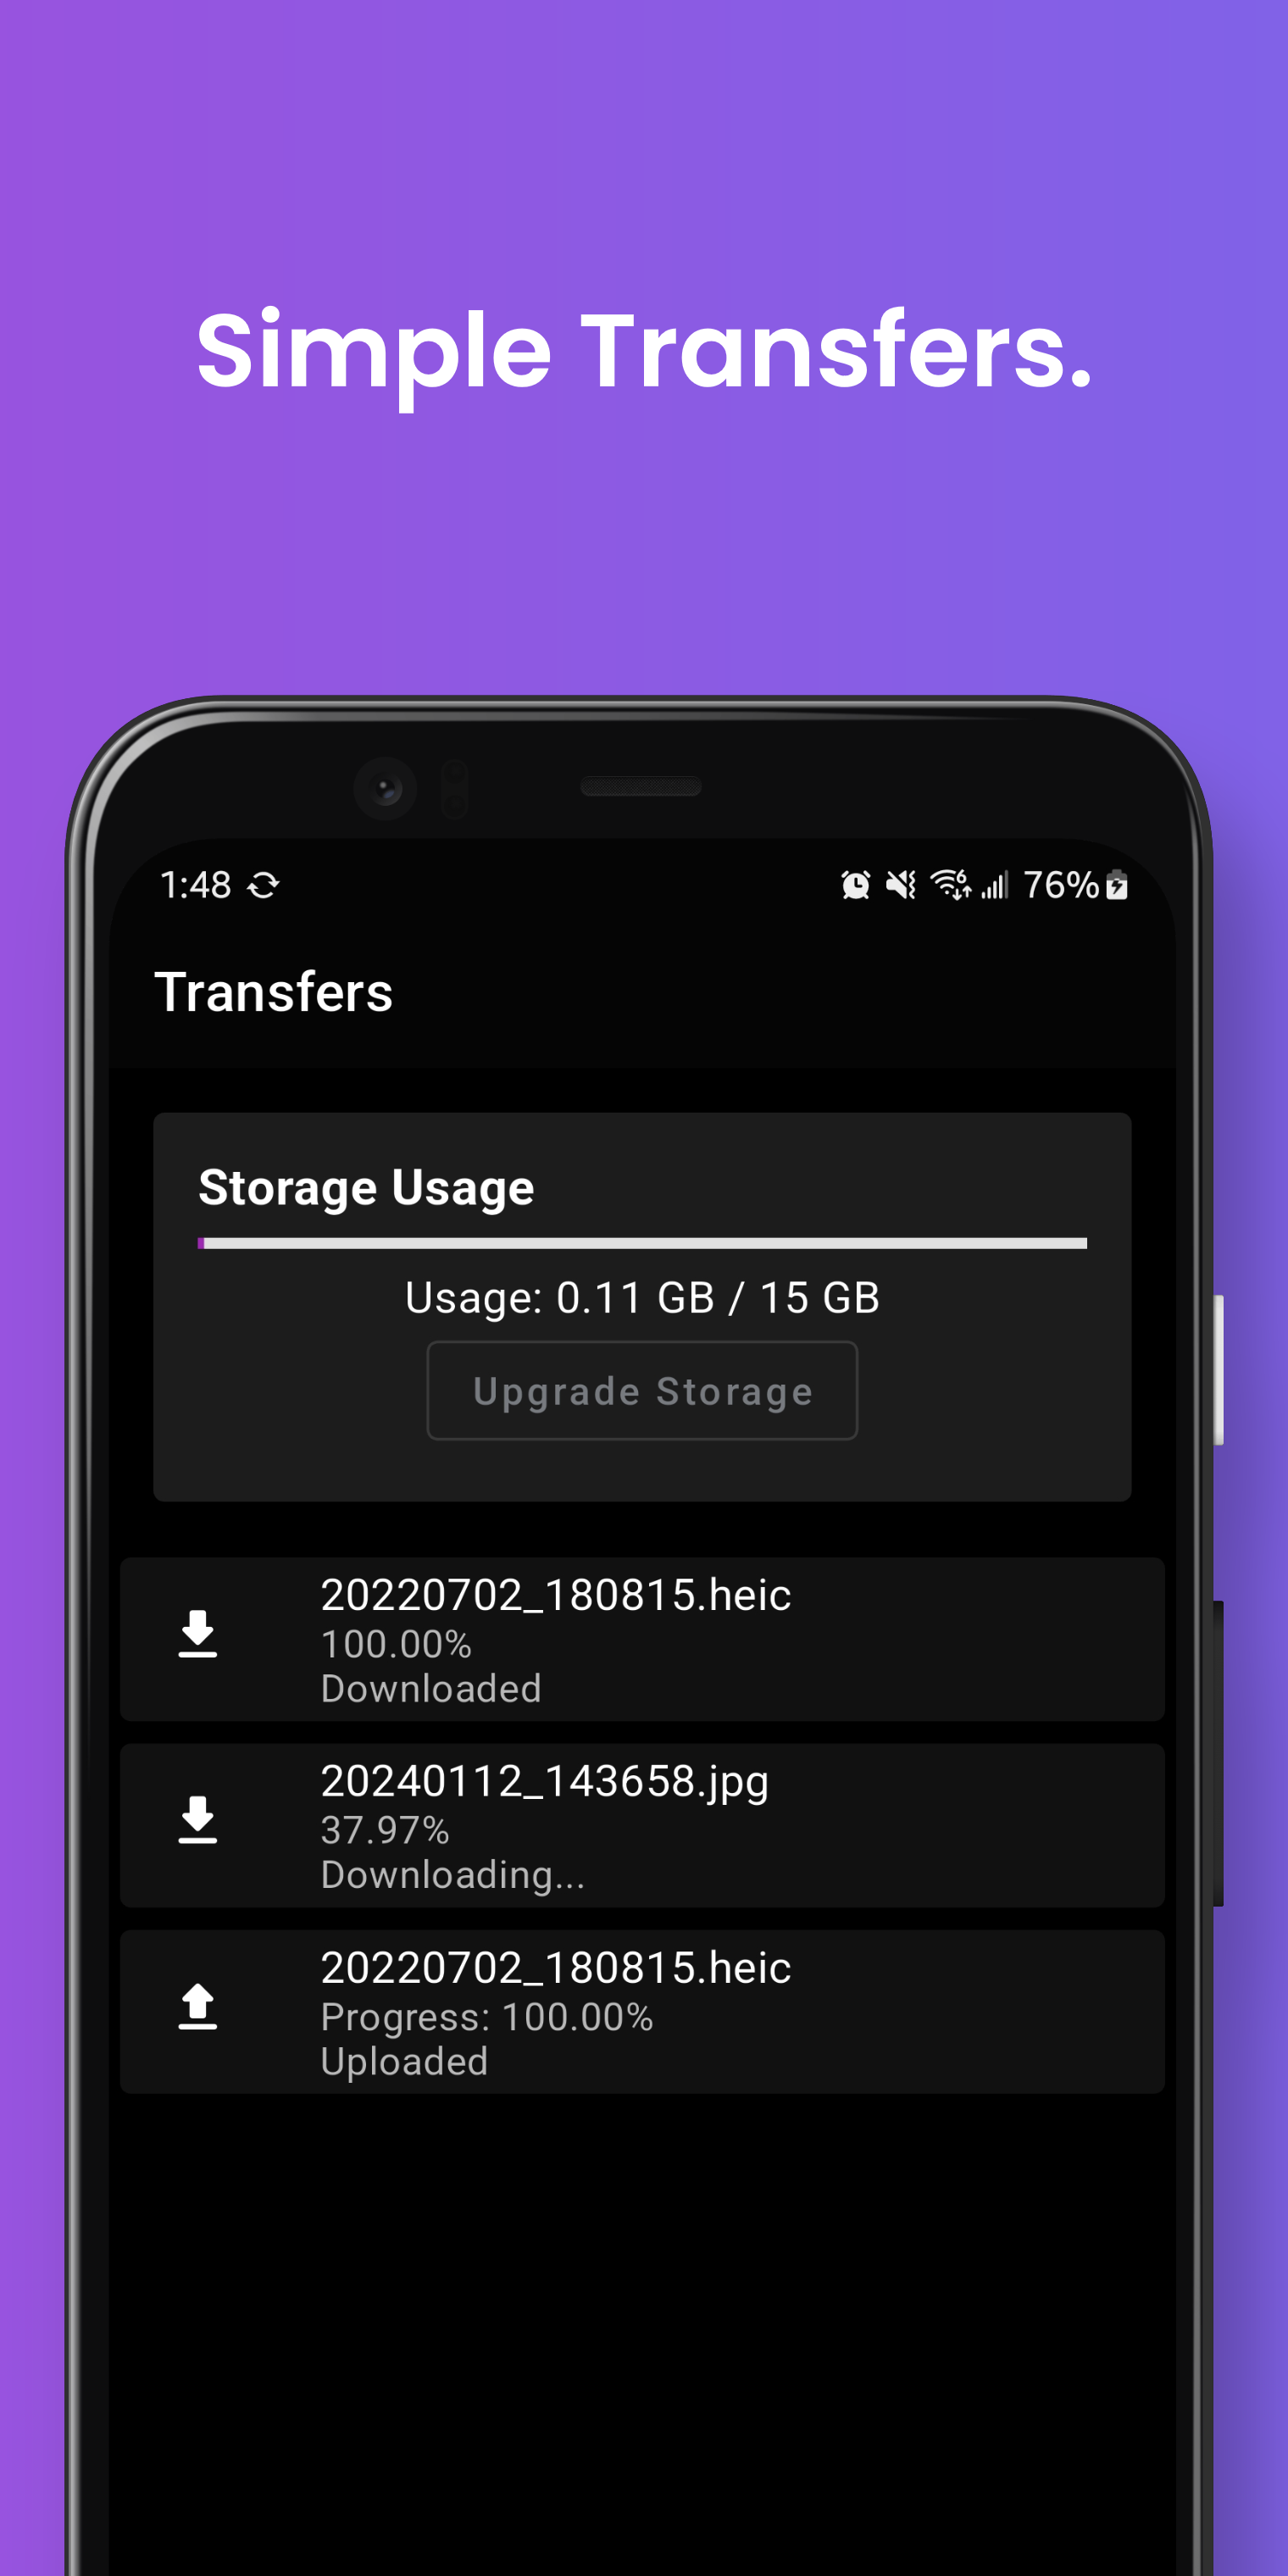 Simple Transfers.
1:48
6
76%
Transfers
Storage Usage
Usage: 0.11 GB / 15 GB
Upgrade Storage
20220702_180815.heic
100.00%
Downloaded
20240112_143658.jpg
37.97%
Downloading...
20220702_180815.heic
Progress: 100.00%
Uploaded